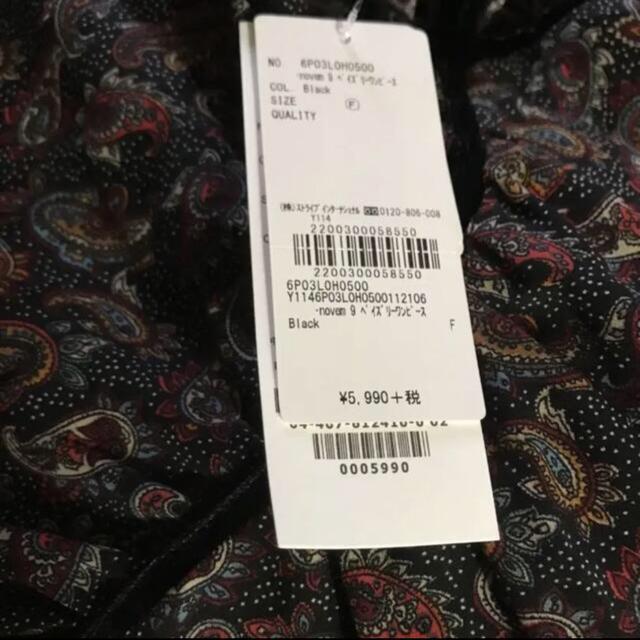 NO 6P03L0H0500
·novem 9 ペイズリーワンピース
COL. Black
SIZE F
QUALITY
(株)ストライプインターナショナル 0120-806-008
Y114
2200300058550
2200300058550
6P03L0H0500
Y1146P03L0H0500112106
·novem 9 ペイズリーワンピース
Black F
¥5,990+税
0005990